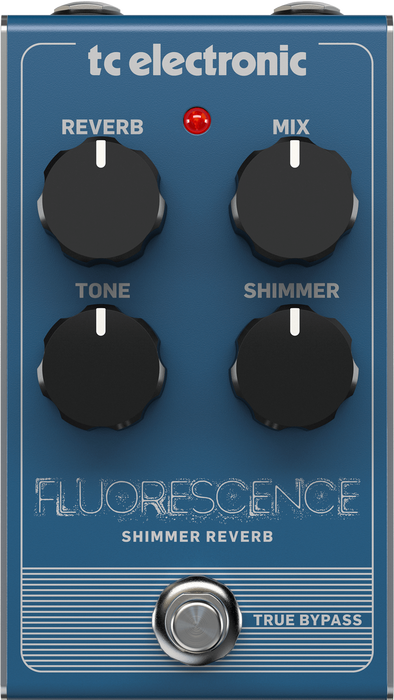 tc electronic
REVERB MIX
TONE SHIMMER
FLUORESCENCE
SHIMMER REVERB
TRUE BYPASS